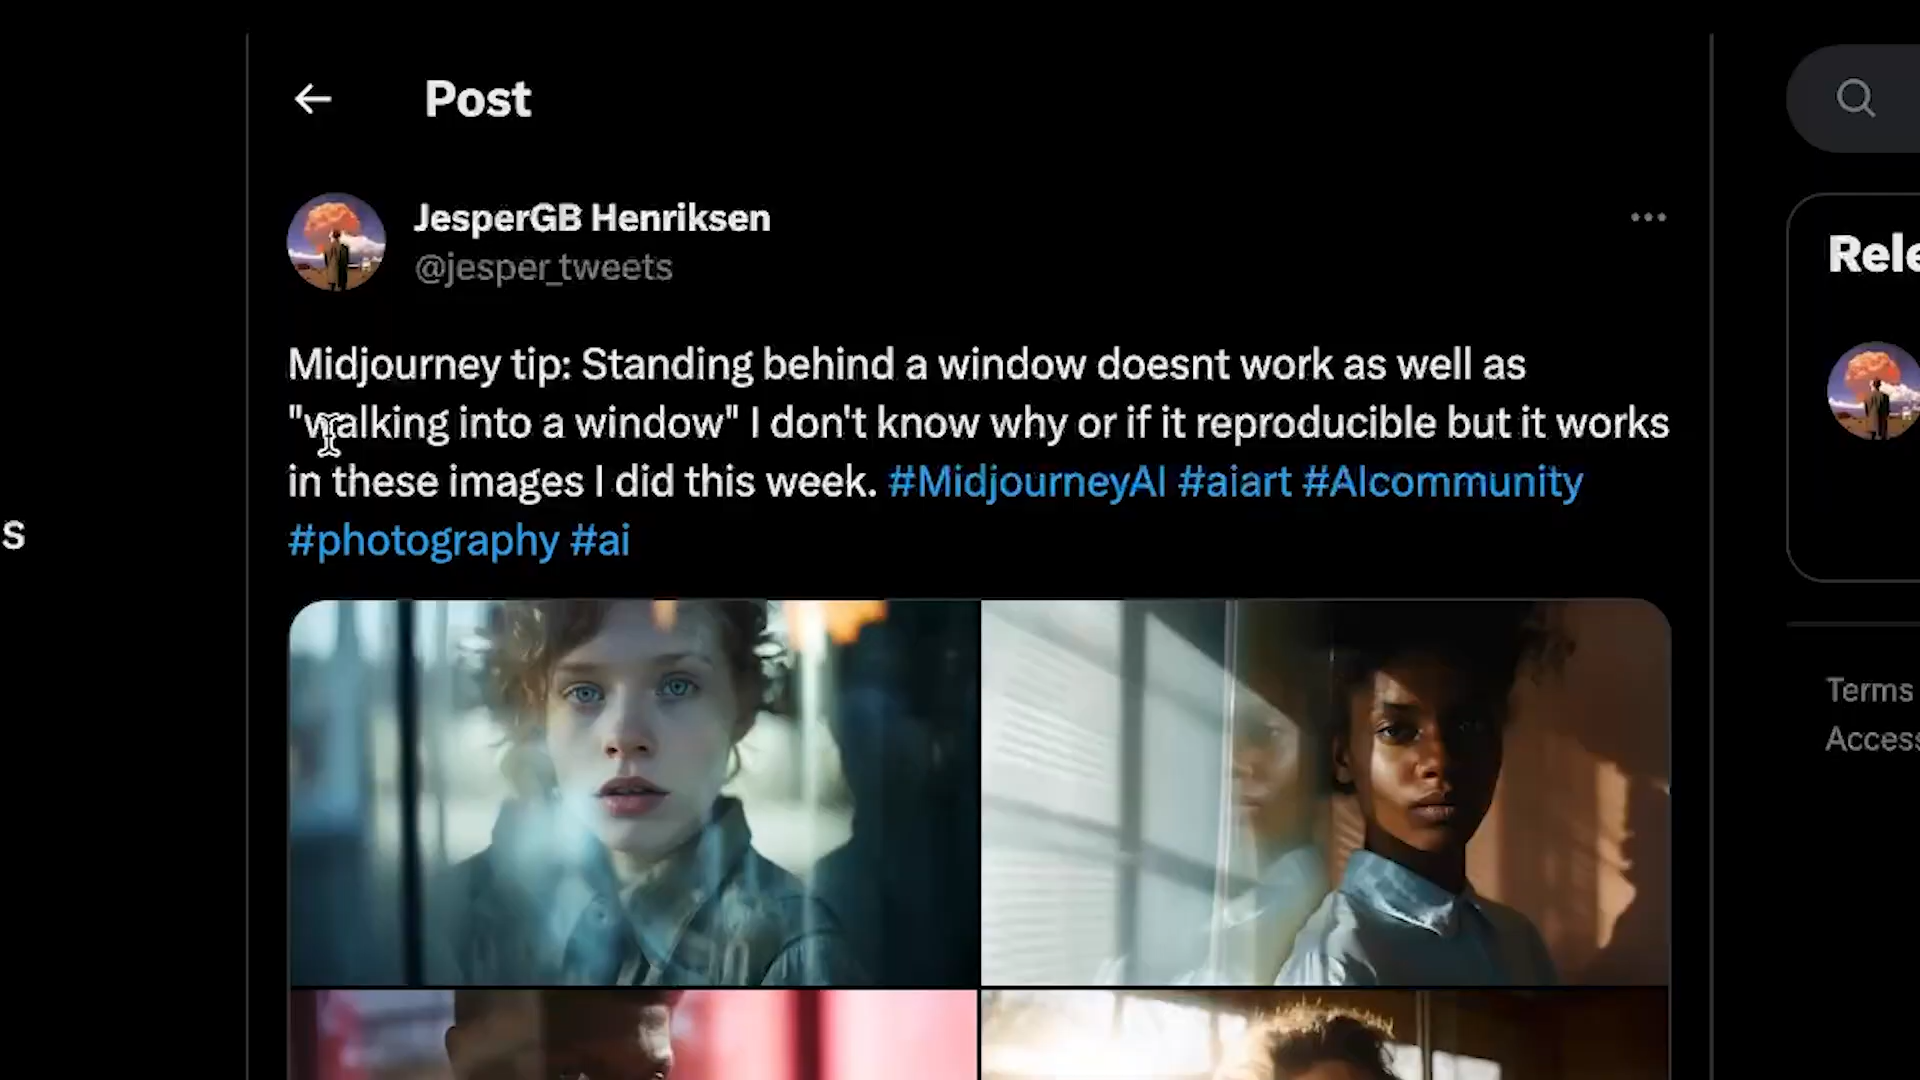 Post
JesperGB Henriksen
@jesper_tweets
Midjourney tip: Standing behind a window doesnt work as well as
"walking into a window" I don't know why or if it reproducible but it works
in these images I did this week. #MidjourneyAI #aiart #AIcommunity
#photography #ai
s
Rele
Terms
Access